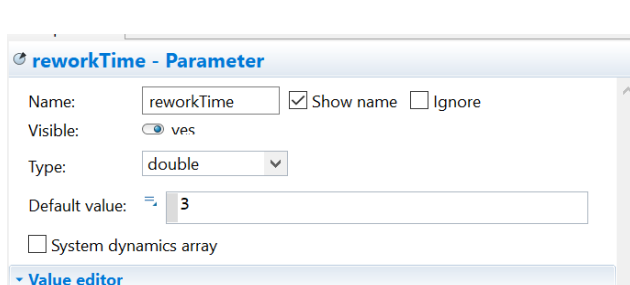 reworkTime - Parameter
Name: reworkTime Show name Ignore
Visible: yes
Type: double
Default value: 3
System dynamics array
Value editor